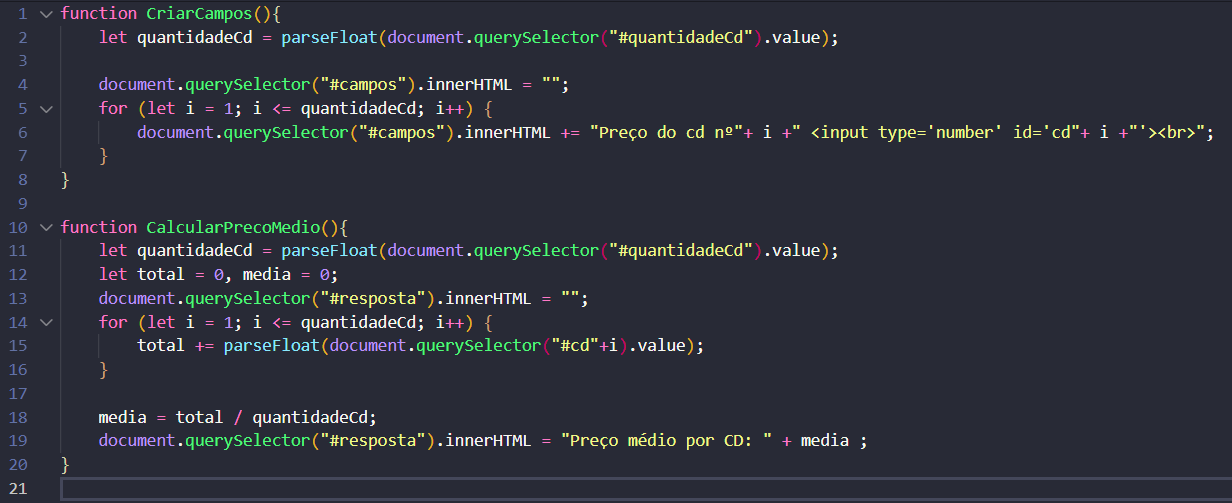 1 function CriarCampos(){
2 let quantidadeCd = parseFloat(document.querySelector("#quantidadeCd").value);
3
4 document.querySelector("#campos").innerHTML = "";
5 for (let i = 1; i <= quantidadeCd; i++) {
6 document.querySelector("#campos").innerHTML += "Preço do cd nº"+ i +" <input type='number' id='cd"+ i +"'><br>";
7 }
8 }
9
10 function CalcularPrecoMedio(){
11 let quantidadeCd = parseFloat(document.querySelector("#quantidadeCd").value);
12 let total = 0, media = 0;
13 document.querySelector("#resposta").innerHTML = "";
14 for (let i = 1; i <= quantidadeCd; i++) {
15 total += parseFloat(document.querySelector("#cd"+i).value);
16 }
17
18 media = total / quantidadeCd;
19 document.querySelector("#resposta").innerHTML = "Preço médio por CD: " + media ;
20 }
21